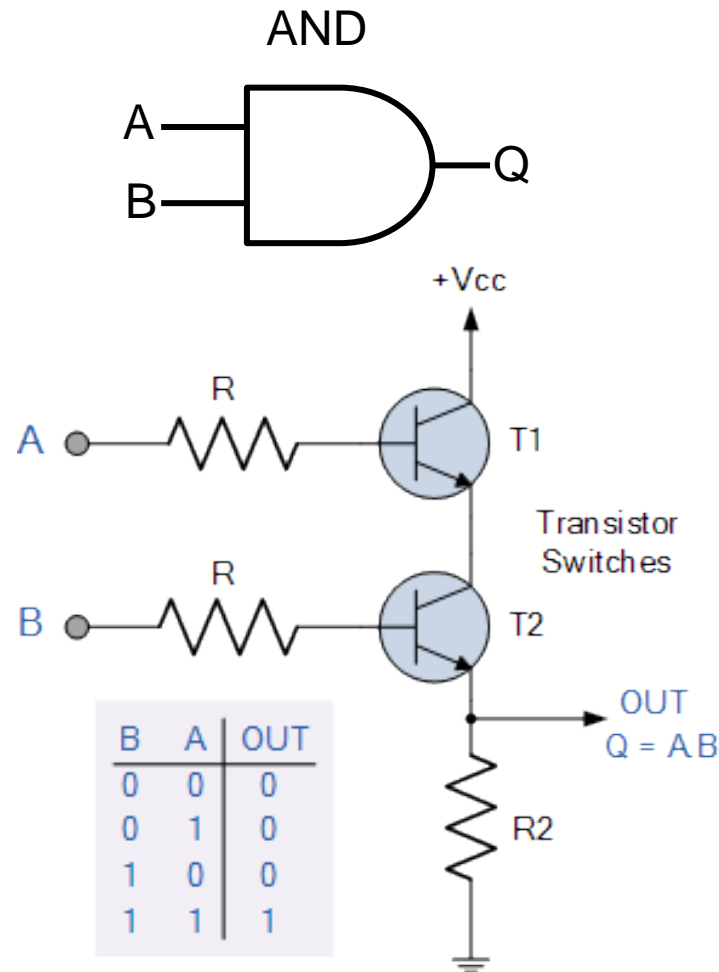 AND
A
B
Q
+Vcc
R
A
T1
Transistor
Switches
R
B
T2
OUT
Q = A.B
B A OUT
0 0 0
0 1 0
1 0 0
1 1 1
R2